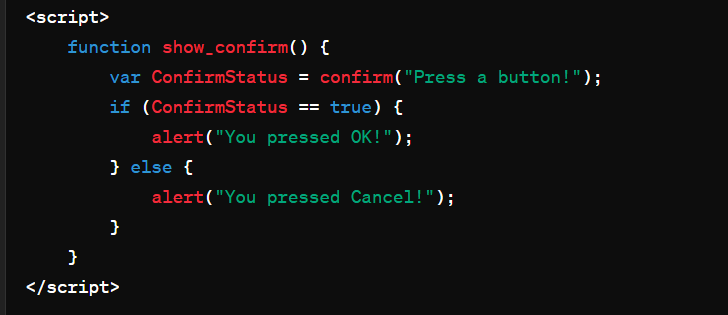 <script>
    function show_confirm() {
        var ConfirmStatus = confirm("Press a button!");
        if (ConfirmStatus == true) {
            alert("You pressed OK!");
        } else {
            alert("You pressed Cancel!");
        }
    }
</script>